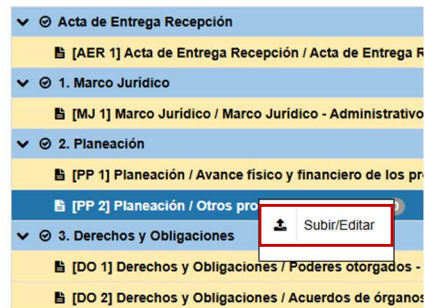 Acta de Entrega Recepción
[AER 1] Acta de Entrega Recepción / Acta de Entrega
1. Marco Jurídico
[MJ 1] Marco Jurídico / Marco Jurídico - Administrativo
2. Planeación
[PP 1] Planeación / Avance físico y financiero de los
[PP 2] Planeación / Otros
Subir/Editar
3. Derechos y Obligaciones
[DO 1] Derechos y Obligaciones / Poderes otorgados -
[DO 2] Derechos y Obligaciones / Acuerdos de órganos